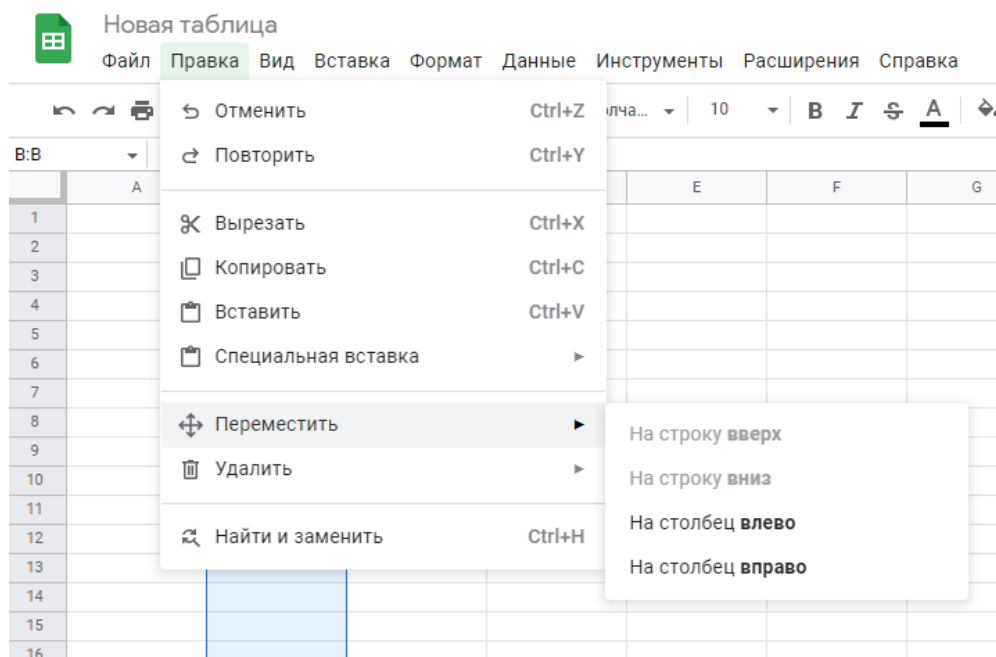 Новая таблица
Файл Правка Вид Вставка Формат Данные Инструменты Расширения Справка
10 B I S A
B:B
A E F G
Отменить Ctrl+Z
Повторить Ctrl+Y
Вырезать Ctrl+X
Копировать Ctrl+C
Вставить Ctrl+V
Специальная вставка
Переместить
Удалить
Найти и заменить Ctrl+H
На строку вверх
На строку вниз
На столбец влево
На столбец вправо
1
2
3
4
5
6
7
8
9
10
11
12
13
14
15
16